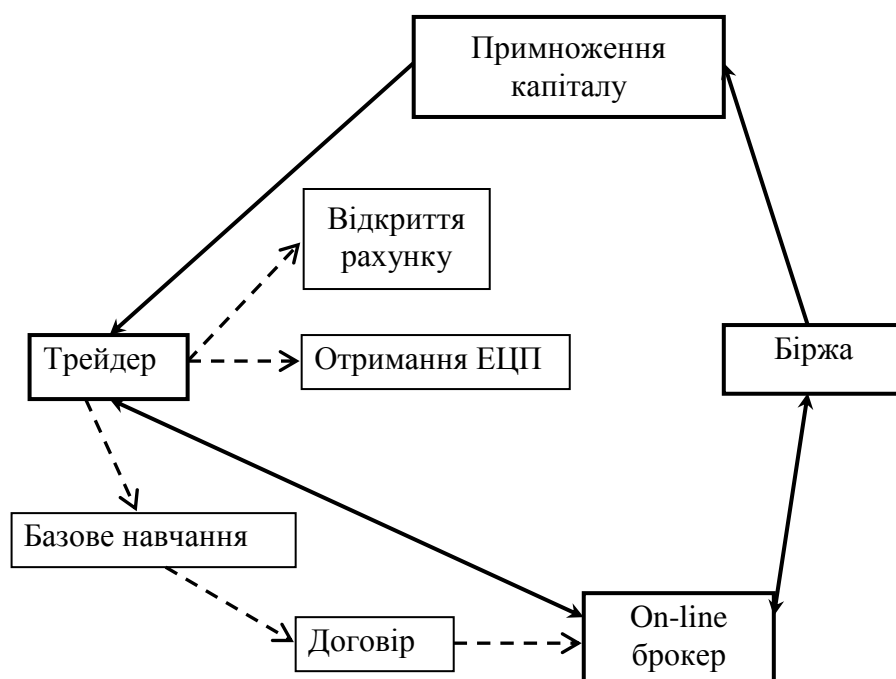 Примноження
капіталу
Відкриття
рахунку
Трейдер
Отримання ЕЦП
Біржа
Базове навчання
Договір
On-line
брокер